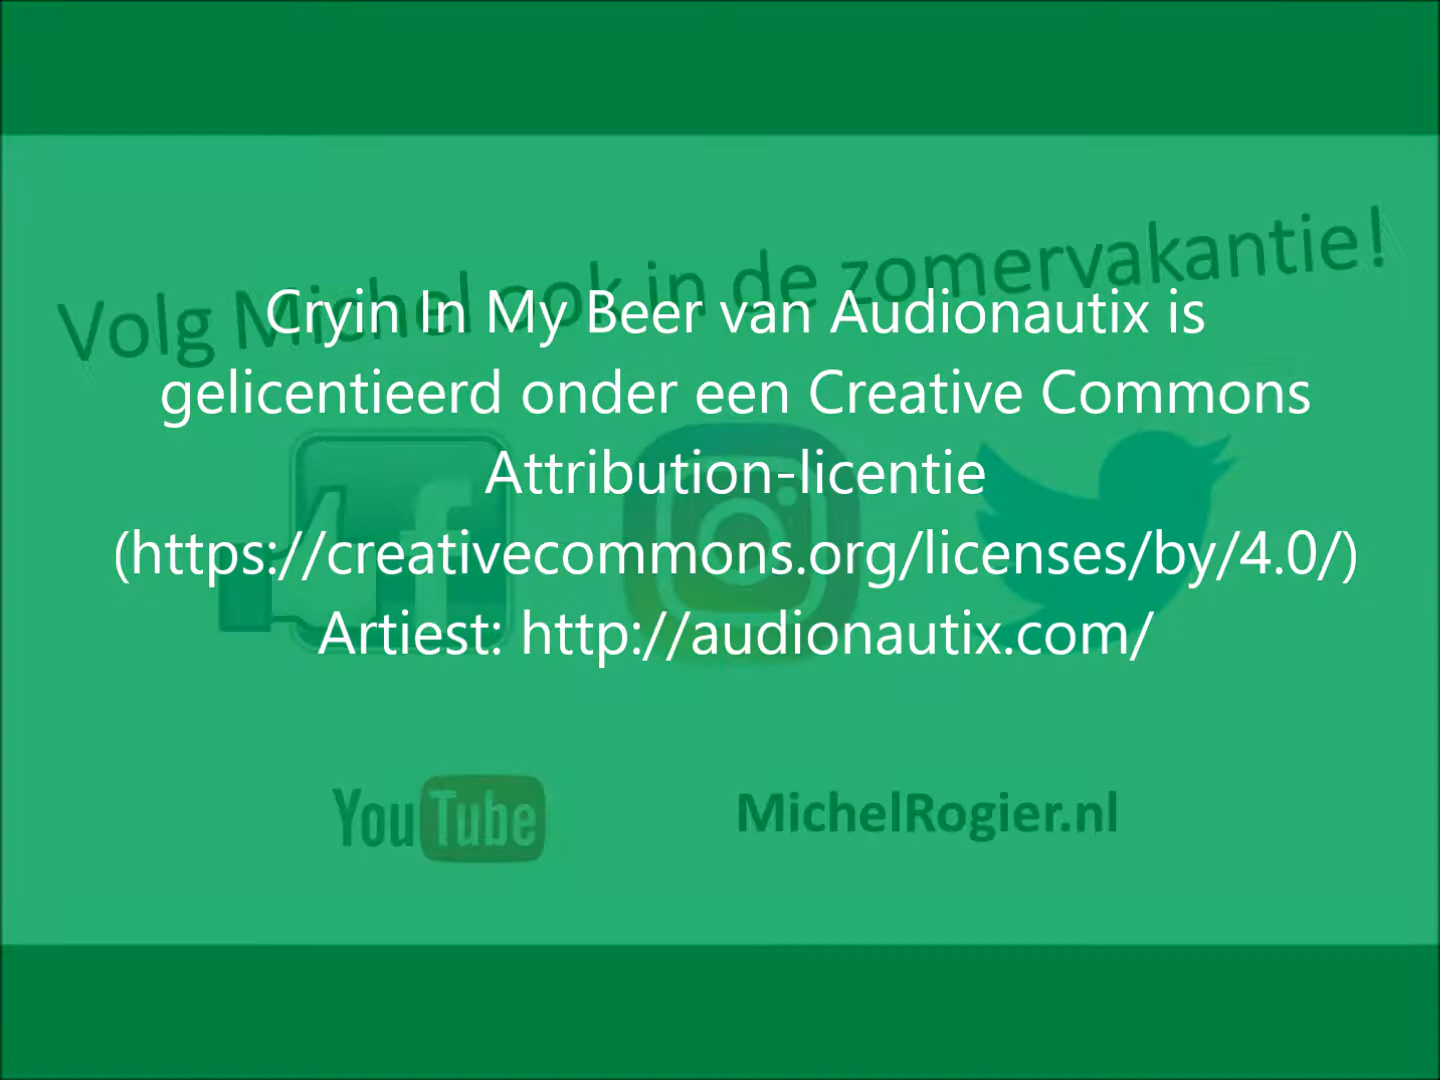 Volg Michel ook in de zomervakantie!
Cryin In My Beer van Audionautix is
gelicentieerd onder een Creative Commons
Attribution-licentie
(https://creativecommons.org/licenses/by/4.0/)
Artiest: http://audionautix.com/
f
YouTube
MichelRogier.nl